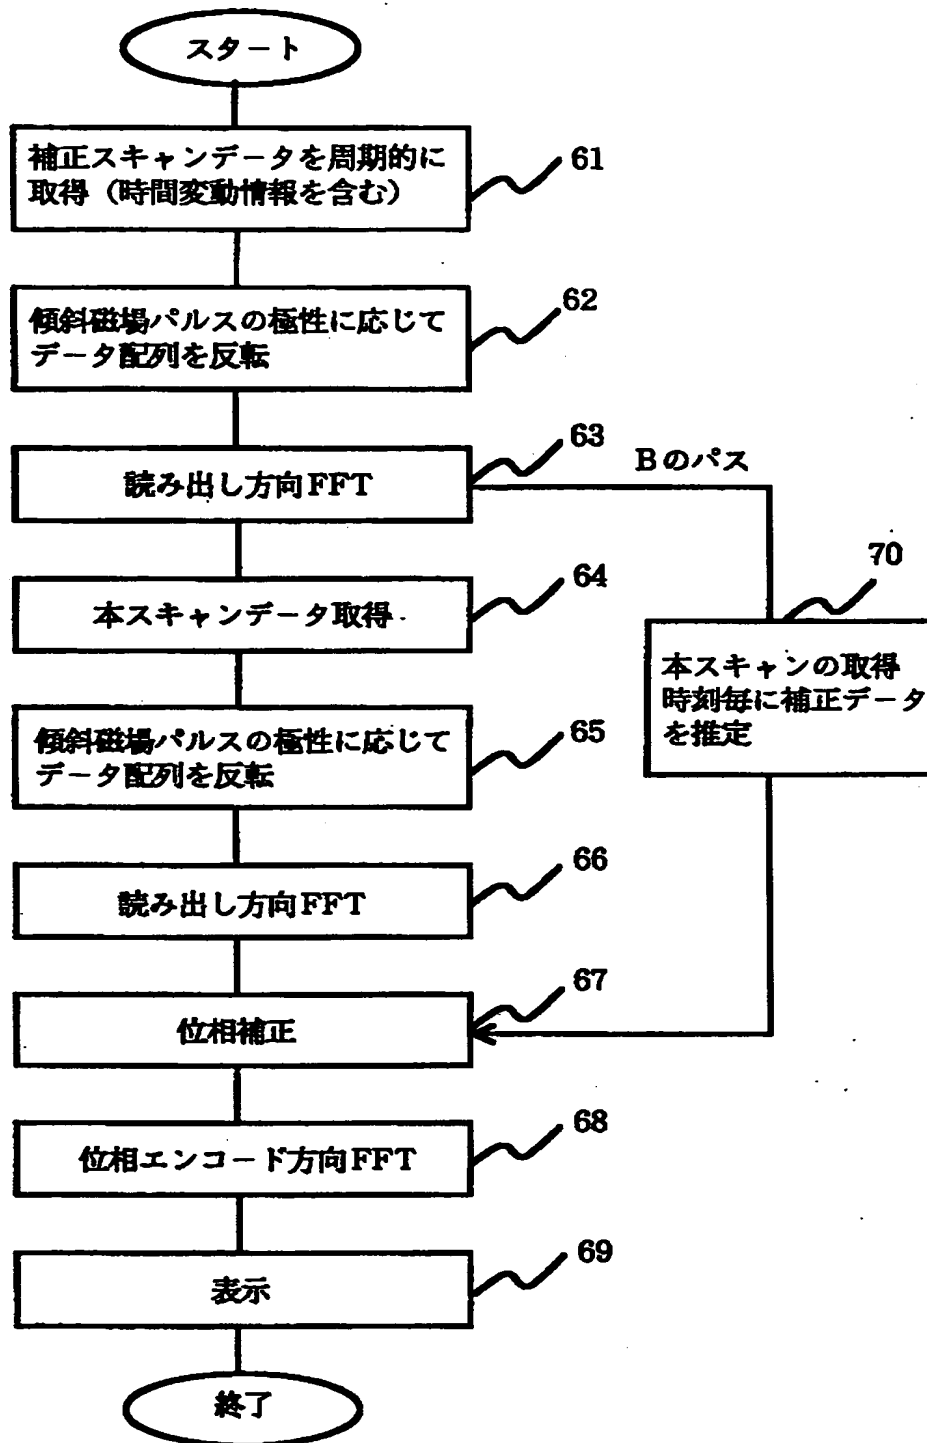 スタート
補正スキャンデータを周期的に
取得（時間変動情報を含む）
61
傾斜磁場パルスの極性に応じて
データ配列を反転
62
読み出し方向FFT
63
Bのパス
本スキャンデータ取得
64
70
本スキャンの取得
時刻毎に補正データ
を推定
傾斜磁場パルスの極性に応じて
データ配列を反転
65
読み出し方向FFT
66
位相補正
67
位相エンコード方向FFT
68
表示
69
終了